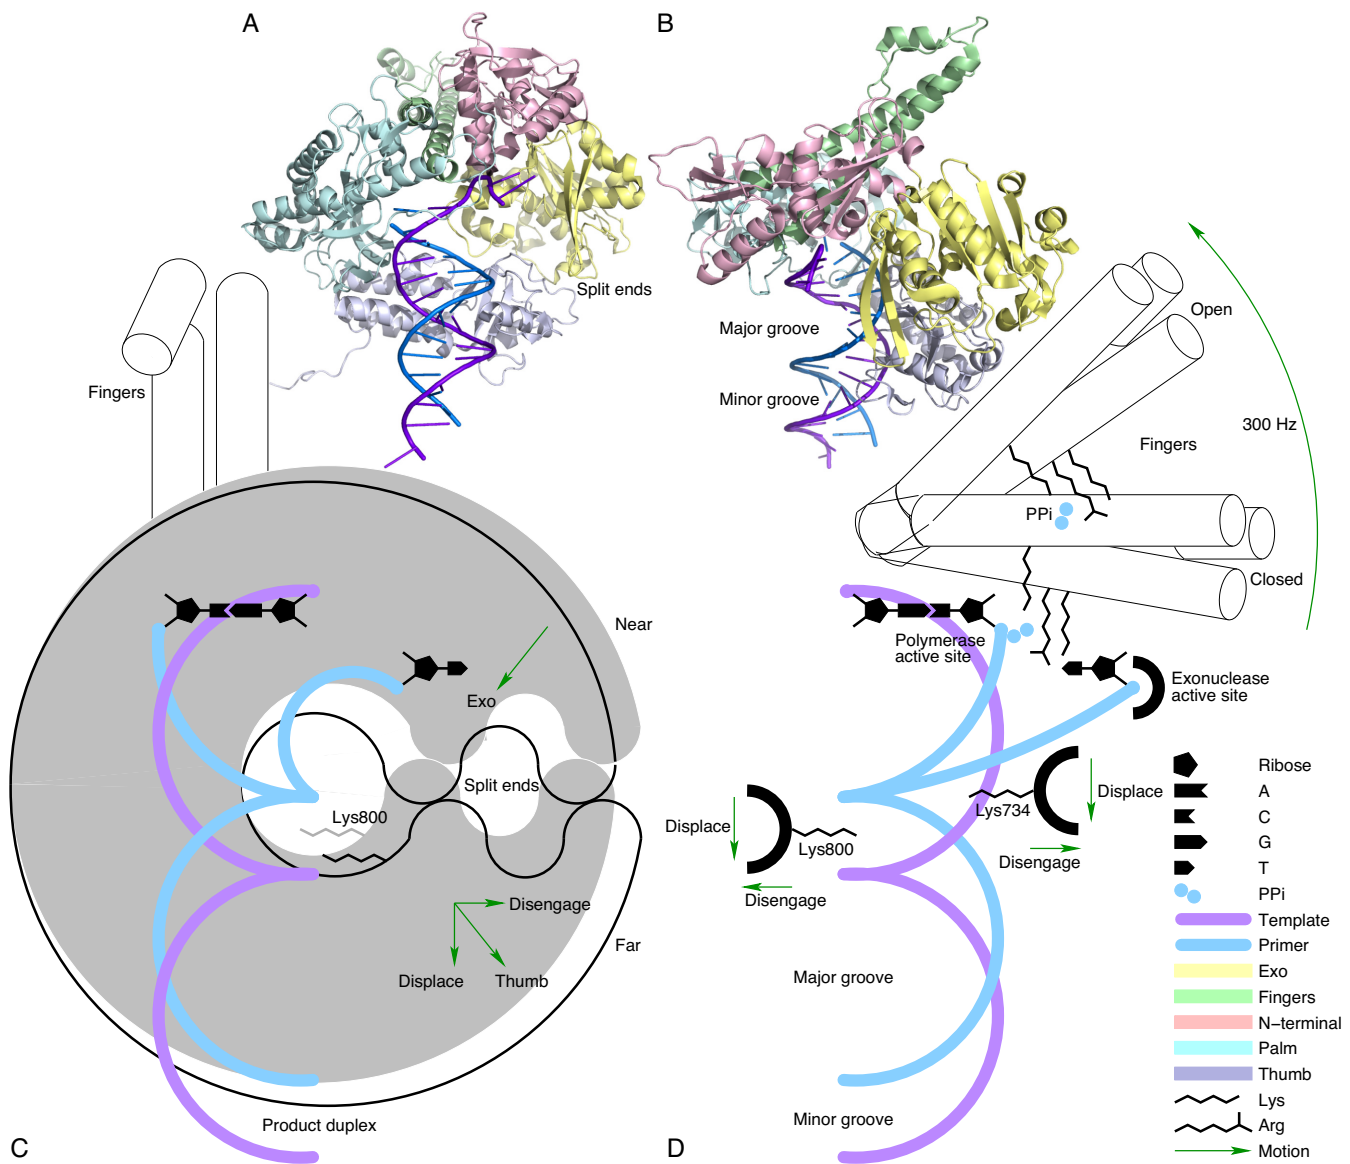 A
B
Split ends
Major groove
Minor groove
Open
300 Hz
Fingers
Fingers
PPi
Closed
Near
Polymerase
active site
Exonuclease
active site
Exo
Split ends
Lys800
Displace
Lys800
Disengage
Lys734
Displace
Disengage
Disengage
Displace
Thumb
Far
Major groove
Minor groove
Product duplex
C
D
Ribose
A
C
G
T
PPi
Template
Primer
Exo
Fingers
N−terminal
Palm
Thumb
Lys
Arg
Motion